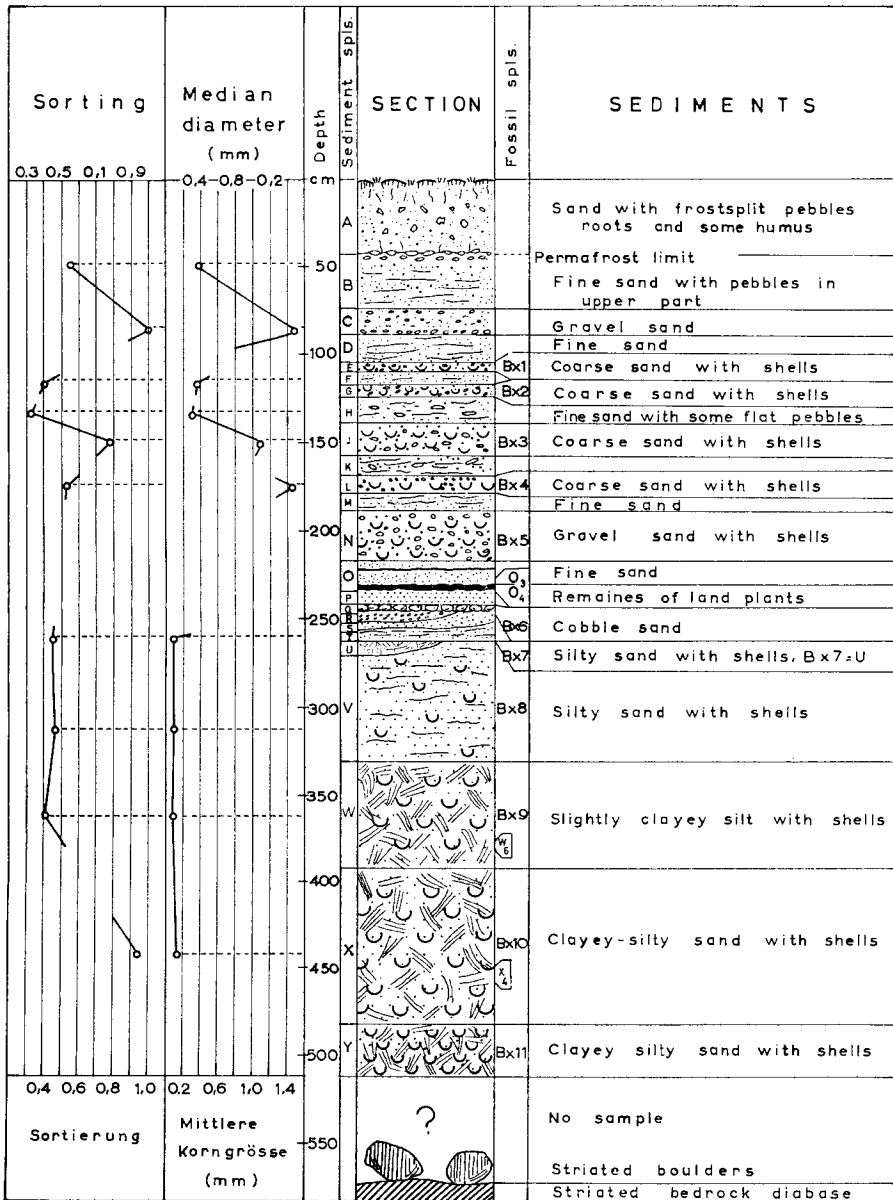 Sorting
Median
diameter
(mm)
Depth
Sediment spls.
SECTION
Fossil spls.
SEDIMENTS
0.3 0,5 0,1 0,9
0,4 0,8 0,2
cm
A
Sand with frostsplit pebbles
roots and some humus
Permafrost limit
50
B
Fine sand with pebbles in
upper part
C
Gravel sand
D
Fine sand
100
E
Bx1
Coarse sand with shells
F
G
Bx2
Coarse sand with shells
H
Fine sand with some flat pebbles
150
J
Bx3
Coarse sand with shells
K
L
Bx4
Coarse sand with shells
M
Fine sand
200
N
Bx5
Gravel sand with shells
O
O3
Fine sand
P
O4
Remaines of land plants
250
Bx6
Cobble sand
U
Bx7
Silty sand with shells, Bx7=U
300
V
Bx8
Silty sand with shells
350
W
Bx9
W6
Slightly clayey silt with shells
400
X
Bx10
Clayey-silty sand with shells
450
X4
500
Y
Bx11
Clayey silty sand with shells
0,4 0,6 0,8 1,0
0,2 0,6 1,0 1,4
Sortierung
Mittlere
Korngrösse
(mm)
550
?
No sample
Striated boulders
Striated bedrock diabase